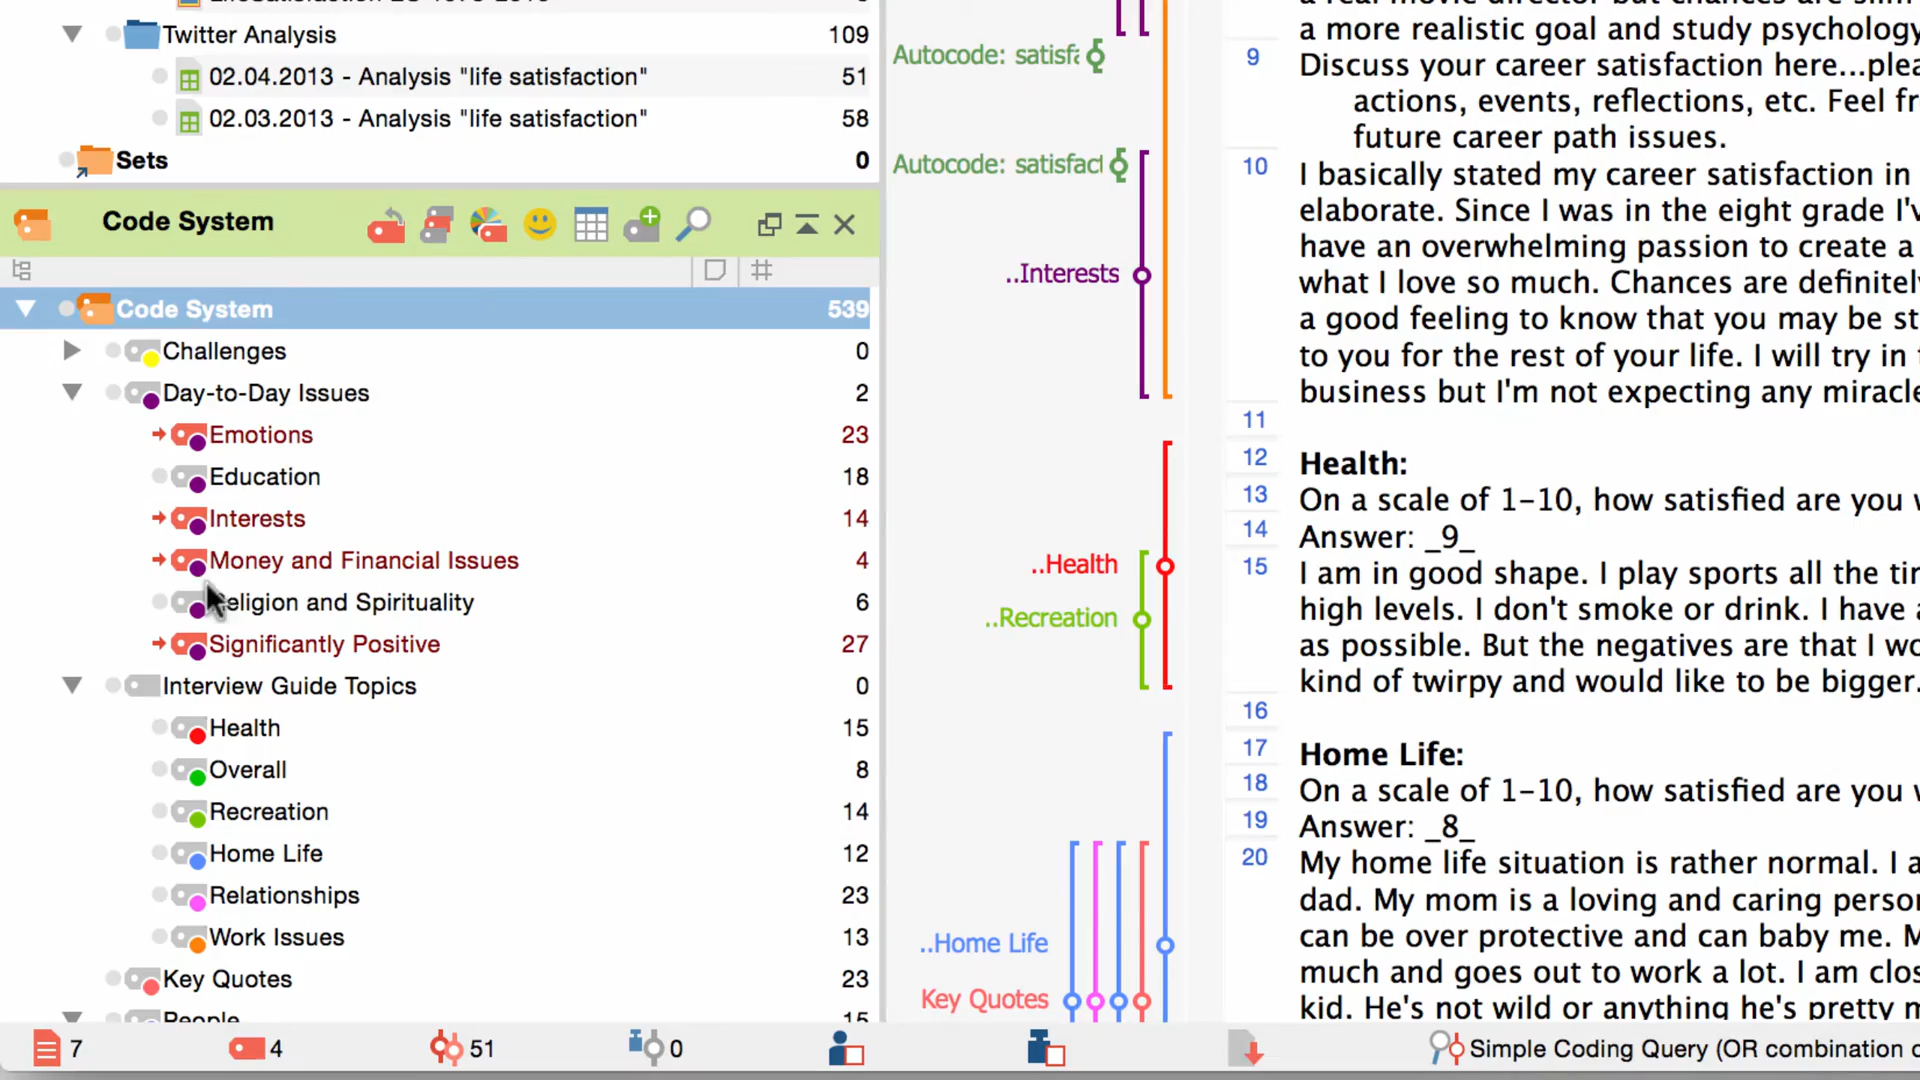 Twitter Analysis 109
02.04.2013 - Analysis "life satisfaction" 51
02.03.2013 - Analysis "life satisfaction" 58
Sets 0
Code System
Code System 539
Challenges 0
Day-to-Day Issues 2
Emotions 23
Education 18
Interests 14
Money and Financial Issues 4
eligion and Spirituality 6
Significantly Positive 27
Interview Guide Topics 0
Health 15
Overall 8
Recreation 14
Home Life 12
Relationships 23
Work Issues 13
Key Quotes 23
People 15
7 4 51 0
Autocode: satisfa
Autocode: satisfact
..Interests
..Health
..Recreation
..Home Life
Key Quotes
a more realistic goal and study psychology
9 Discuss your career satisfaction here...plea
actions, events, reflections, etc. Feel fr
future career path issues.
10 I basically stated my career satisfaction in
elaborate. Since I was in the eight grade I'v
have an overwhelming passion to create a
what I love so much. Chances are definitely
a good feeling to know that you may be st
to you for the rest of your life. I will try in
business but I'm not expecting any miracle
11
12 Health:
13 On a scale of 1-10, how satisfied are you w
14 Answer: _9_
15 I am in good shape. I play sports all the tim
high levels. I don't smoke or drink. I have a
as possible. But the negatives are that I wo
kind of twirpy and would like to be bigger.
16
17 Home Life:
18 On a scale of 1-10, how satisfied are you w
19 Answer: _8_
20 My home life situation is rather normal. I a
dad. My mom is a loving and caring person
can be over protective and can baby me. M
much and goes out to work a lot. I am clos
kid. He's not wild or anything he's pretty m
Simple Coding Query (OR combination o